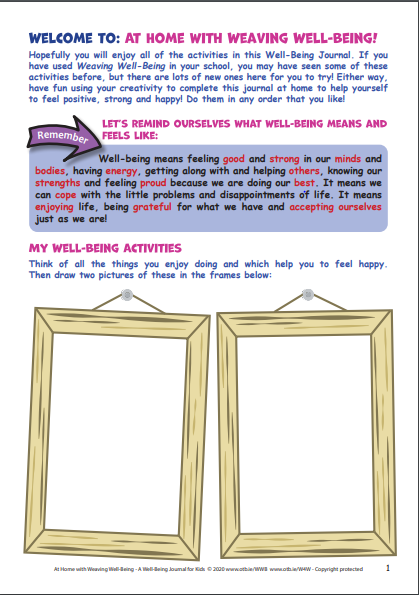 WELCOME TO: AT HOME WITH WEAVING WELL-BEING!
Hopefully you will enjoy all of the activities in this Well-Being Journal. If you
have used Weaving Well-Being in your school, you may have seen some of these
activities before, but there are lots of new ones here for you to try! Either way,
have fun using your creativity to complete this journal at home to help yourself
to feel positive, strong and happy! Do them in any order that you like!
Remember
LET'S REMIND OURSELVES WHAT WELL-BEING MEANS AND
FEELS LIKE:
Well-being means feeling good and strong in our minds and
bodies, having energy, getting along with and helping others, knowing our
strengths and feeling proud because we are doing our best. It means we
can cope with the little problems and disappointments of life. It means
enjoying life, being grateful for what we have and accepting ourselves
just as we are!
MY WELL-BEING ACTIVITIES
Think of all the things you enjoy doing and which help you to feel happy.
Then draw two pictures of these in the frames below:
At Home with Weaving Well-Being - A Well-Being Journal for Kids © 2020 www.otb.ie/WWB www.otb.ie/W4W - Copyright protected
1